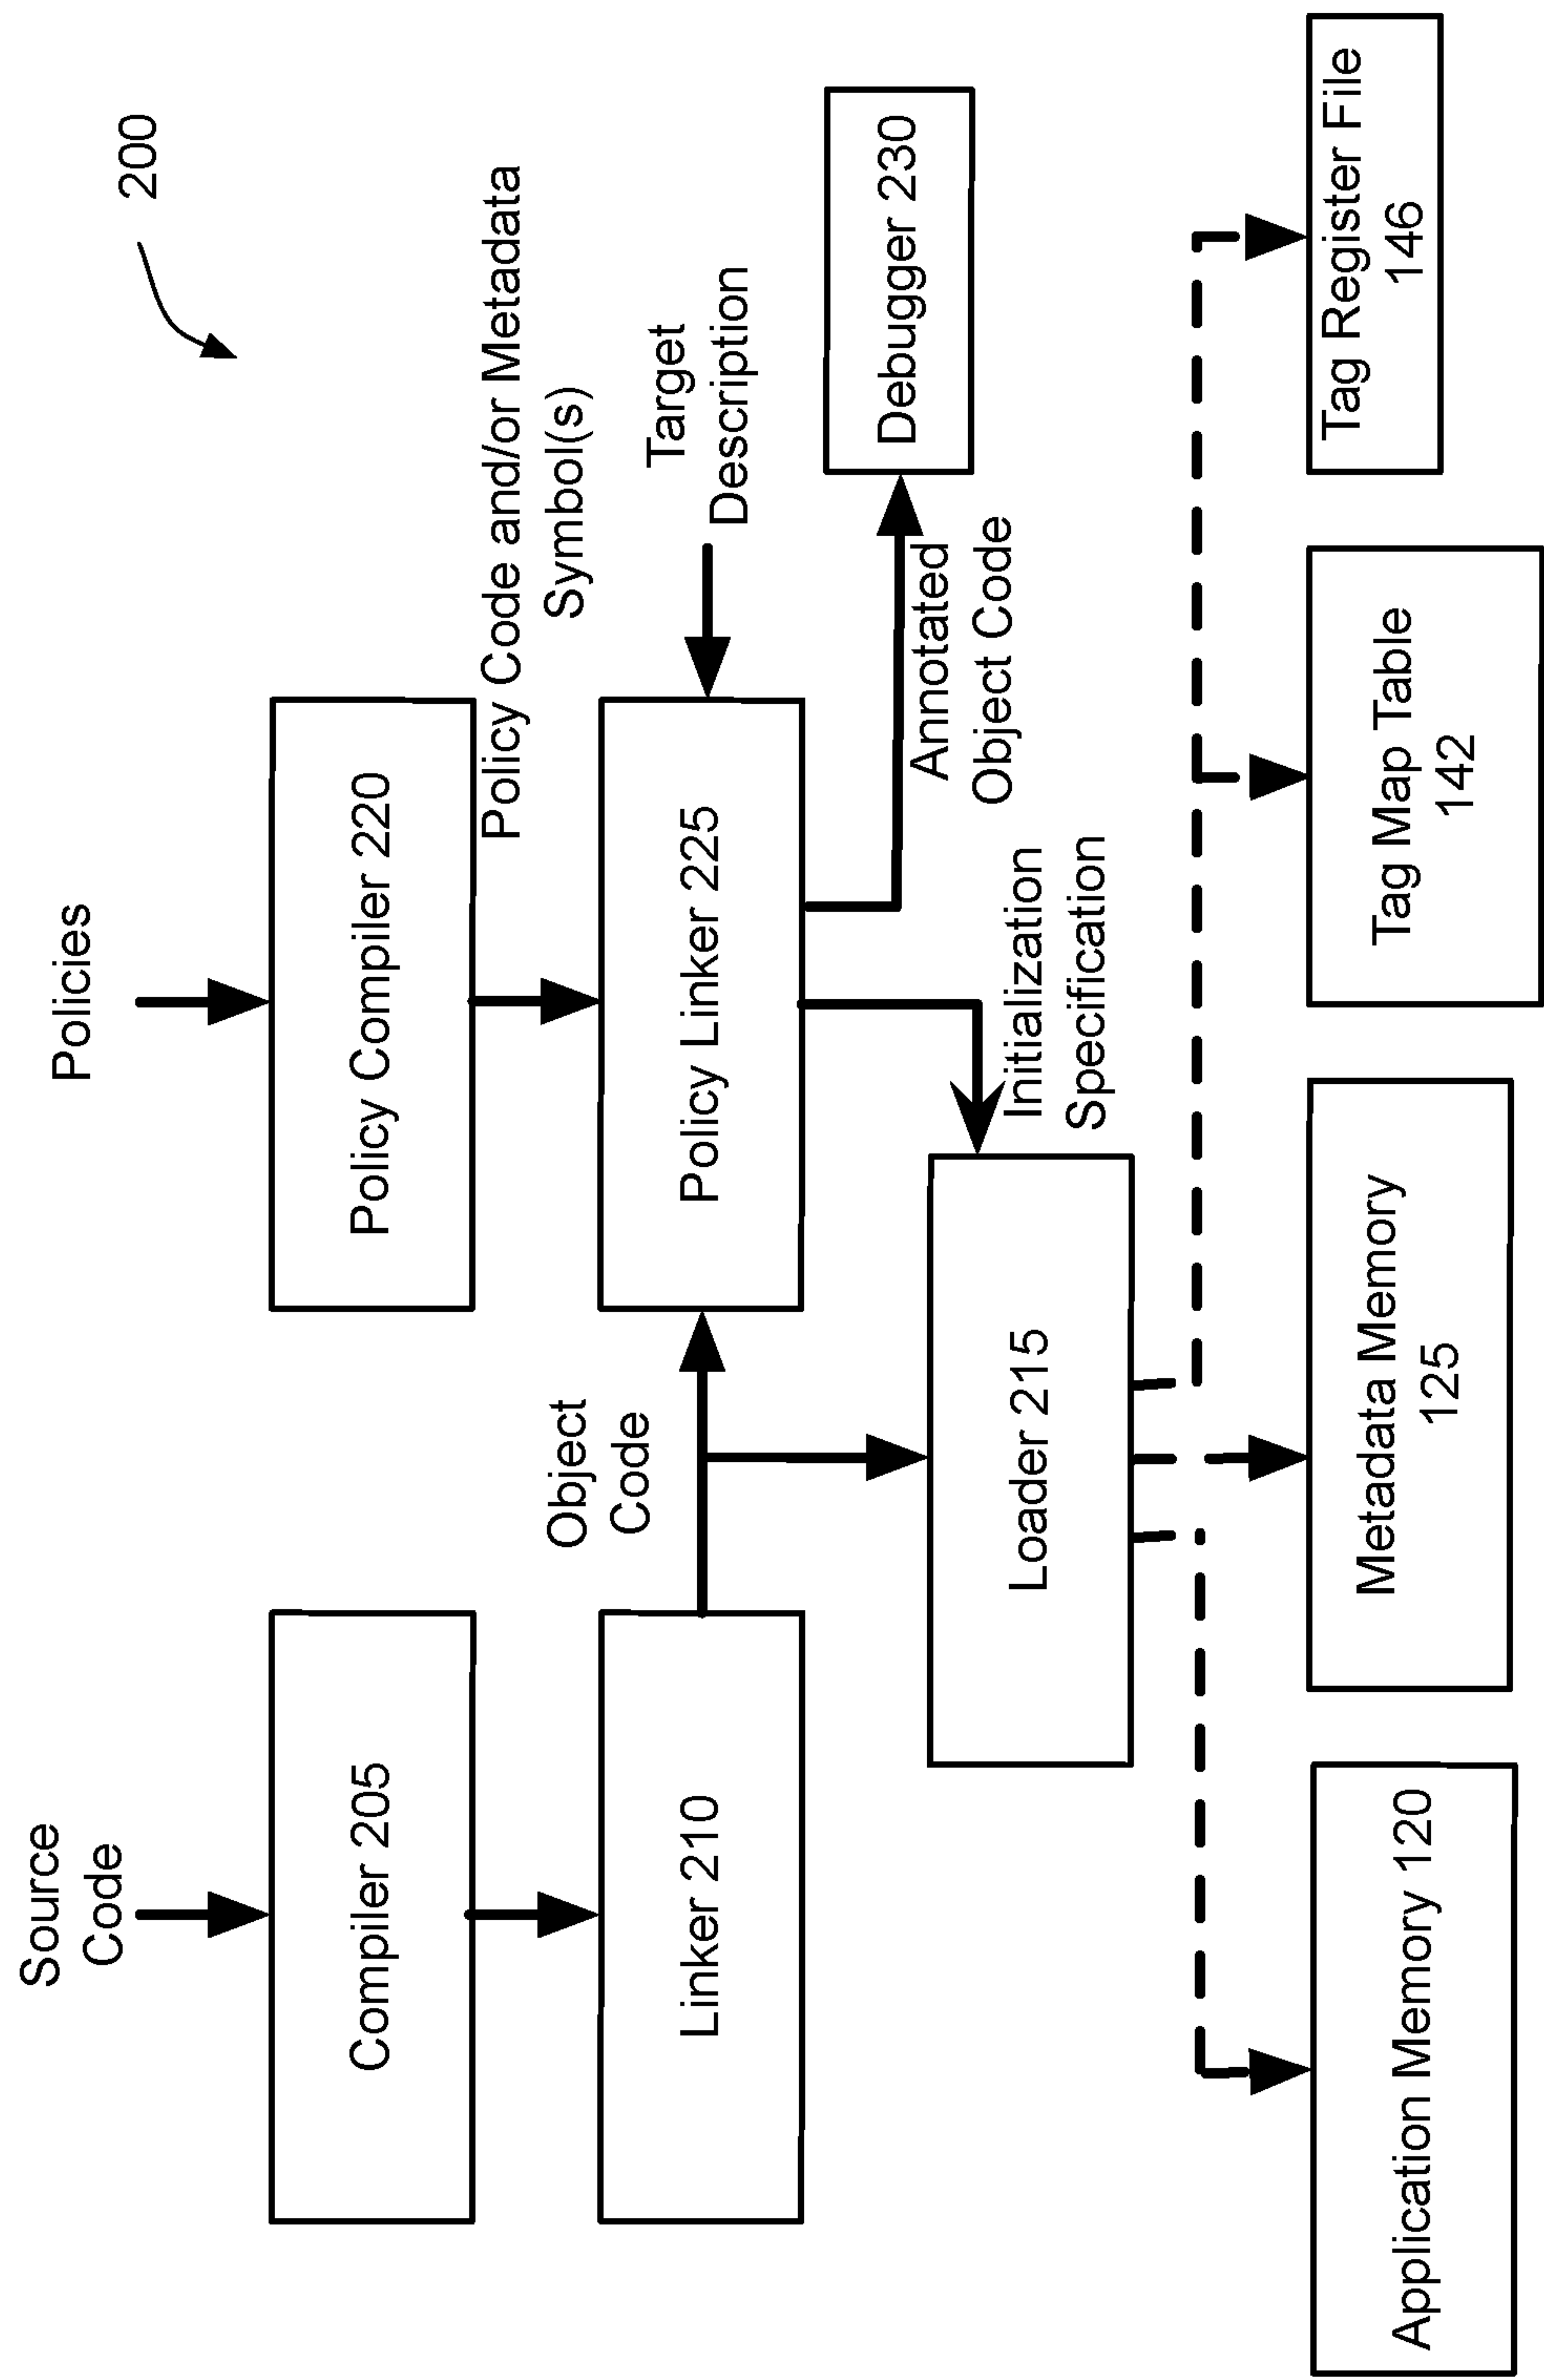 200
Source
Code
Policies
Compiler 205
Policy Compiler 220
Policy Code and/or Metadata
Symbol(s)
Linker 210
Object
Code
Policy Linker 225
Target
Description
Loader 215
Initialization
Specification
Annotated
Object Code
Debugger 230
Application Memory 120
Metadata Memory
125
Tag Map Table
142
Tag Register File
146